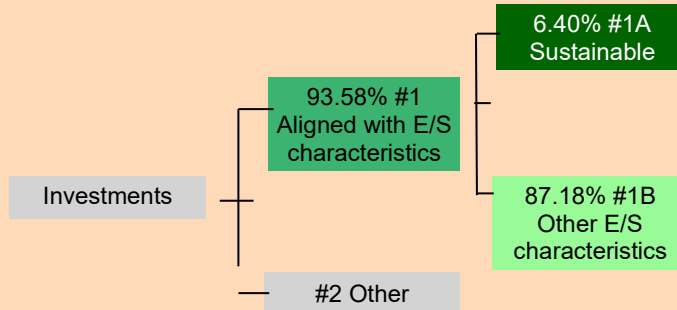 6.40% #1A
Sustainable
93.58% #1
Aligned with E/S
characteristics
Investments
87.18% #1B
Other E/S
characteristics
#2 Other